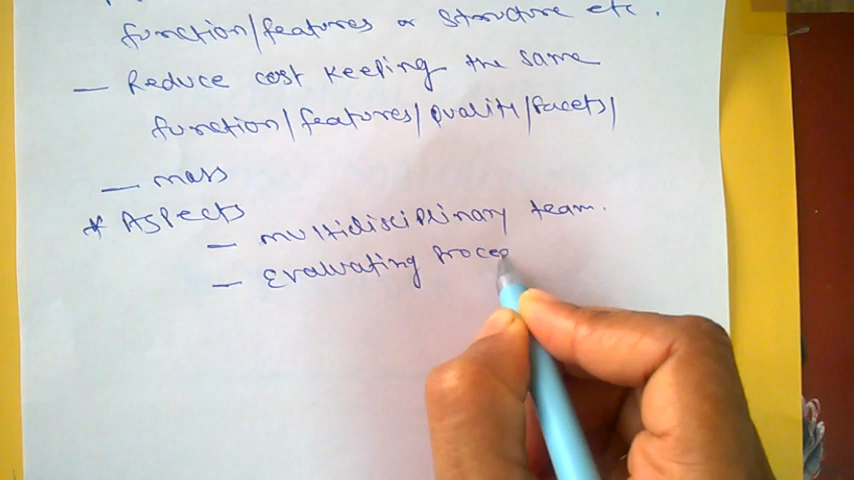 function/features or structure etc.
— Reduce cost keeping the same
function/features/quality/facets/
— mass
* Aspects
— multidisciplinary team.
— Evaluating proce